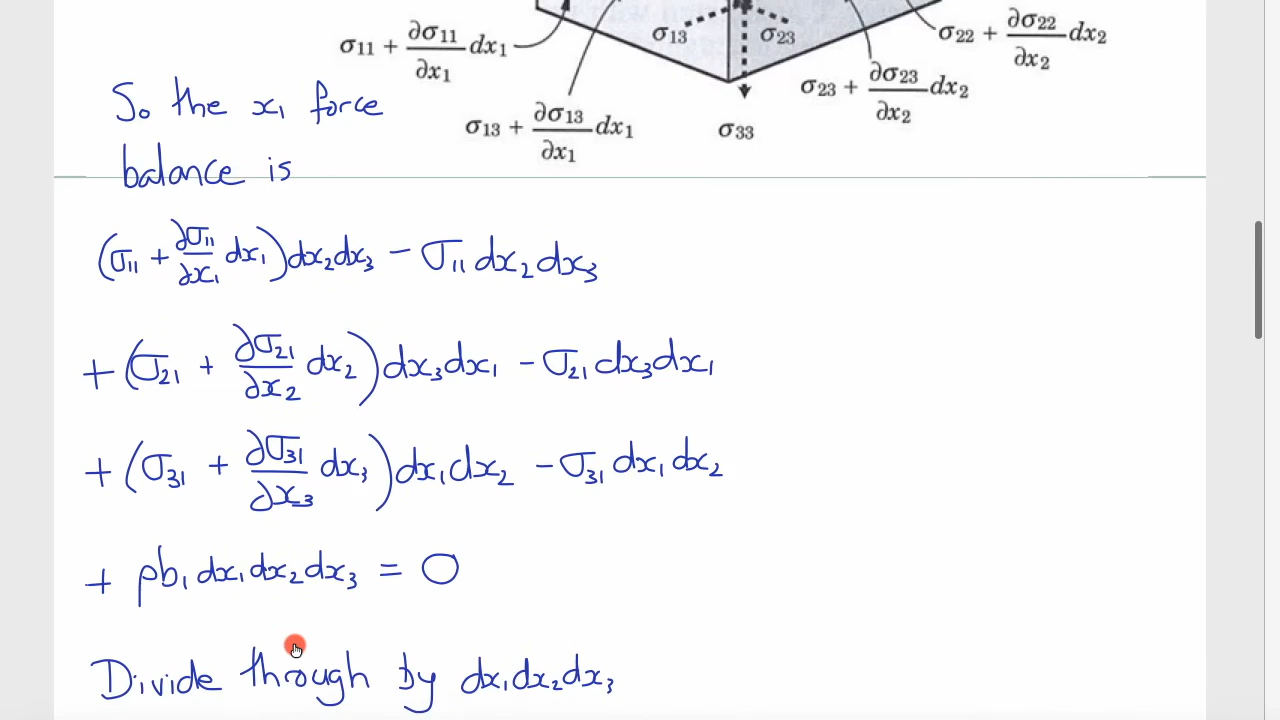 σ11 + ∂σ11/∂x1 dx1
σ13
σ23
σ22 + ∂σ22/∂x2 dx2
σ23 + ∂σ23/∂x2 dx2
σ13 + ∂σ13/∂x1 dx1
σ33
So the x₁ force
balance is
(σ₁₁ + ∂σ₁₁/∂x₁ dx₁)dx₂dx₃ − σ₁₁ dx₂dx₃
+ (σ₂₁ + ∂σ₂₁/∂x₂ dx₂)dx₃dx₁ − σ₂₁ dx₃dx₁
+ (σ₃₁ + ∂σ₃₁/∂x₃ dx₃)dx₁dx₂ − σ₃₁ dx₁dx₂
+ ρb₁dx₁dx₂dx₃ = 0
Divide through by dx₁dx₂dx₃